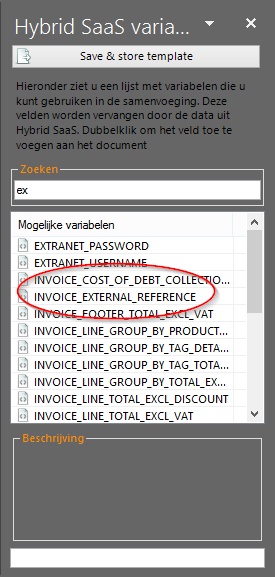 Hybrid SaaS varia...
Save & store template
Hieronder ziet u een lijst met variabelen die u
kunt gebruiken in de samenvoeging. Deze
velden worden vervangen door de data uit
Hybrid SaaS. Dubbelklik om het veld toe te
voegen aan het document
Zoeken
ex
Mogelijke variabelen
EXTRANET_PASSWORD
EXTRANET_USERNAME
INVOICE_COST_OF_DEBT_COLLECTIO...
INVOICE_EXTERNAL_REFERENCE
INVOICE_FOOTER_TOTAL_EXCL_VAT
INVOICE_LINE_GROUP_BY_PRODUCT...
INVOICE_LINE_GROUP_BY_TAG_DETA...
INVOICE_LINE_GROUP_BY_TAG_TOTA...
INVOICE_LINE_GROUP_BY_TOTAL_EX...
INVOICE_LINE_TOTAL_EXCL_DISCOUNT
INVOICE_LINE_TOTAL_EXCL_VAT
Beschrijving